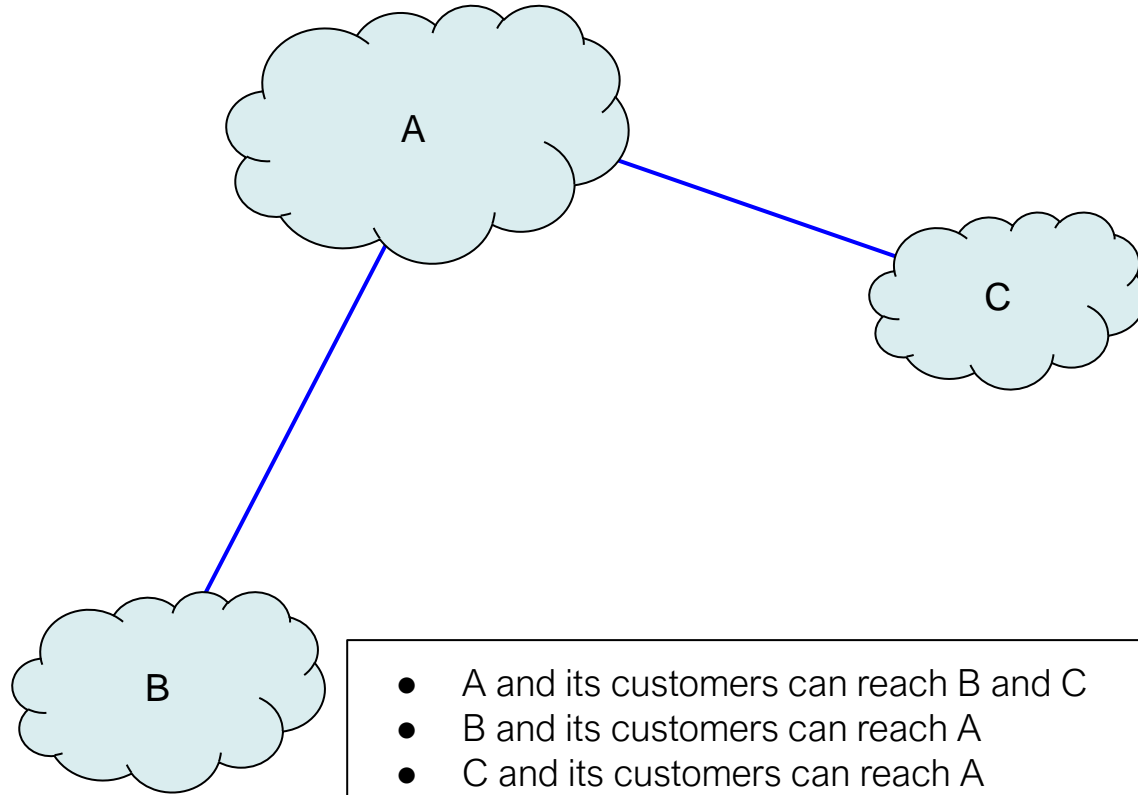 A
C
B
● A and its customers can reach B and C
● B and its customers can reach A
● C and its customers can reach A